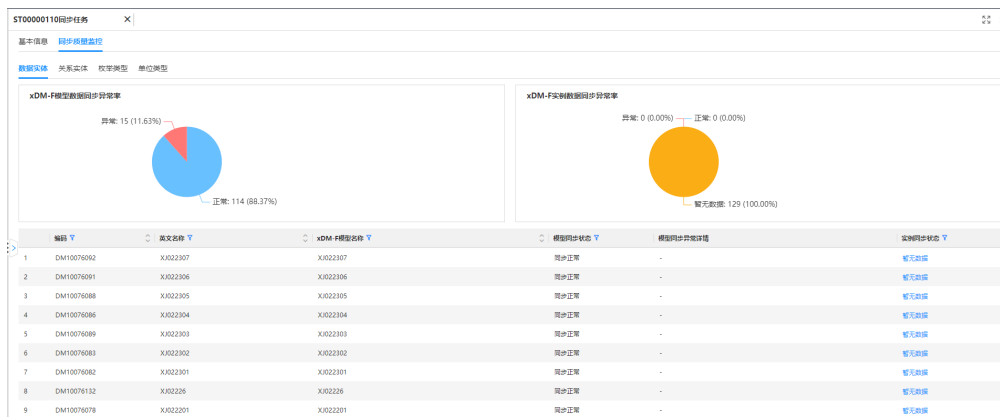 ST00000110同步任务
基本信息 同步质量监控
数据实体 关系实体 枚举类型 单位类型
xDM-F模型数据同步异常率 xDM-F实例数据同步异常率
异常: 15 (11.63%) 异常: 0 (0.00%) 正常: 0 (0.00%)
正常: 114 (88.37%) 暂无数据: 129 (100.00%)
编码 英文名称 xDM-F模型名称 模型同步状态 模型同步异常详情 实例同步状态
1 DM10076092 XJ022307 XJ022307 同步正常 - 暂无数据
2 DM10076091 XJ022306 XJ022306 同步正常 - 暂无数据
3 DM10076088 XJ022305 XJ022305 同步正常 - 暂无数据
4 DM10076086 XJ022304 XJ022304 同步正常 - 暂无数据
5 DM10076089 XJ022303 XJ022303 同步正常 - 暂无数据
6 DM10076083 XJ022302 XJ022302 同步正常 - 暂无数据
7 DM10076082 XJ022301 XJ022301 同步正常 - 暂无数据
8 DM10076132 XJ02226 XJ02226 同步正常 - 暂无数据
9 DM10076078 XJ022201 XJ022201 同步正常 - 暂无数据